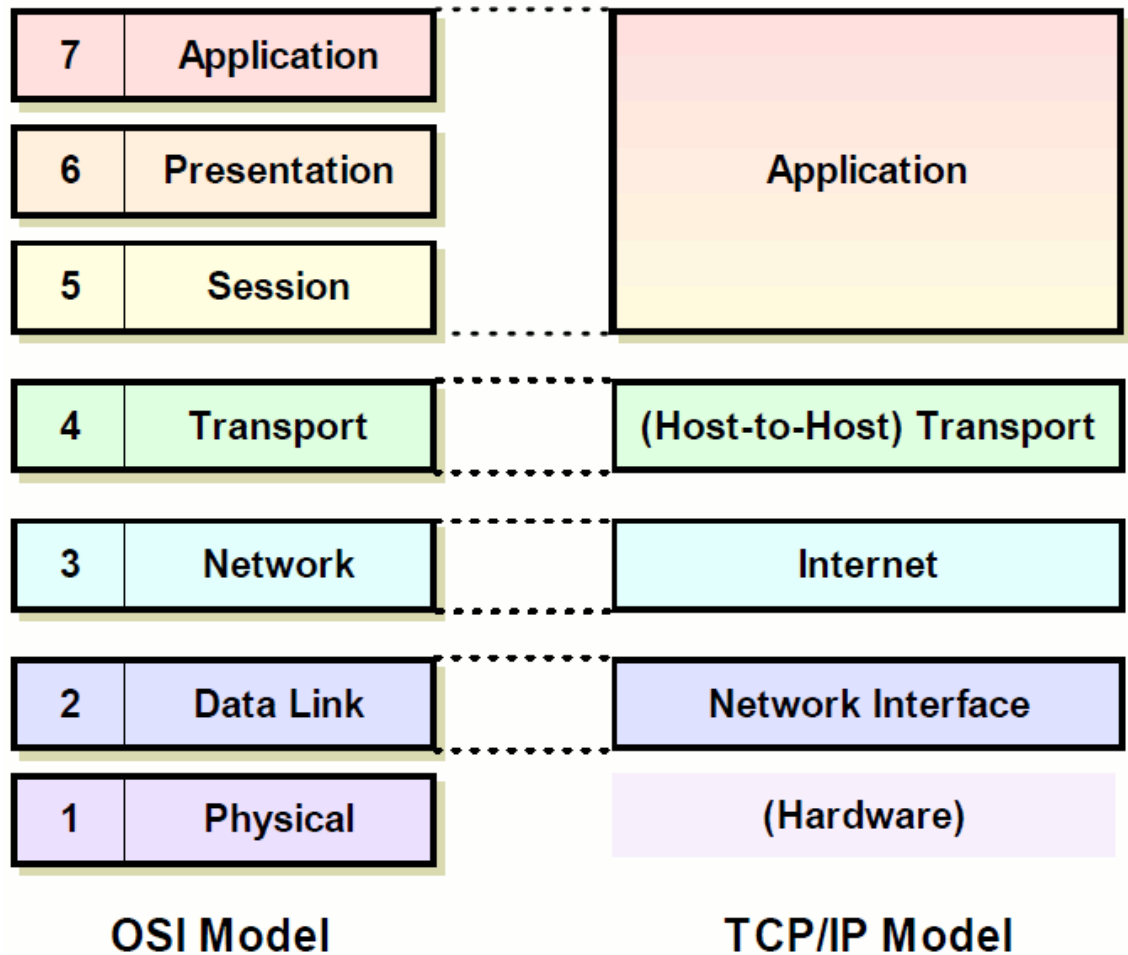 7 Application
6 Presentation
5 Session
4 Transport
3 Network
2 Data Link
1 Physical
OSI Model
Application
(Host-to-Host) Transport
Internet
Network Interface
(Hardware)
TCP/IP Model